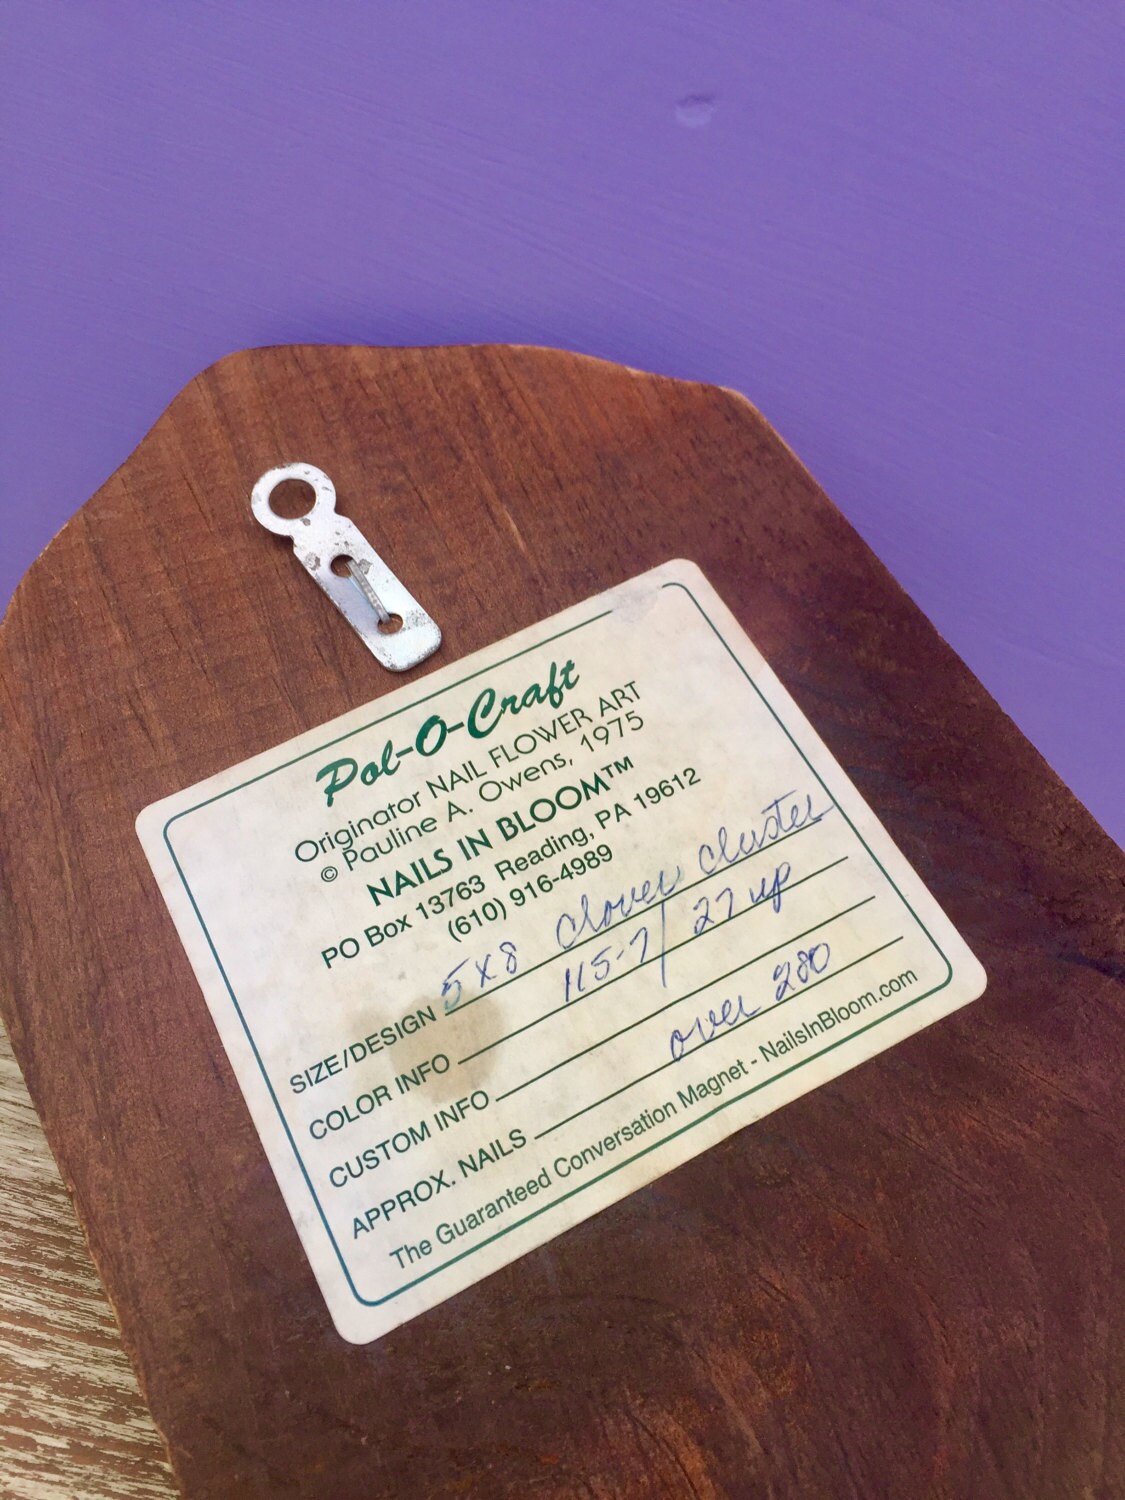 Pol-O-Craft
Originator NAIL FLOWER ART
© Pauline A. Owens, 1975
NAILS IN BLOOM™
PO Box 13763 Reading, PA 19612
(610) 916-4989
SIZE/DESIGN 5x8 Clover Cluster
COLOR INFO 115-7/ 27 up
CUSTOM INFO
APPROX. NAILS over 280
The Guaranteed Conversation Magnet - NailsInBloom.com